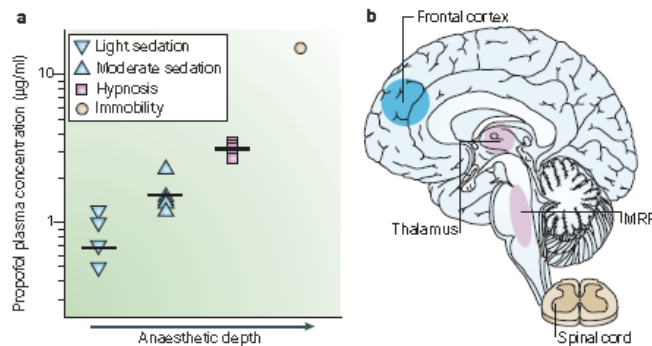 a
Propofol plasma concentration (µg/ml)
10
1
Light sedation
Moderate sedation
Hypnosis
Immobility
Anaesthetic depth
b
Frontal cortex
Thalamus
MRF
Spinal cord